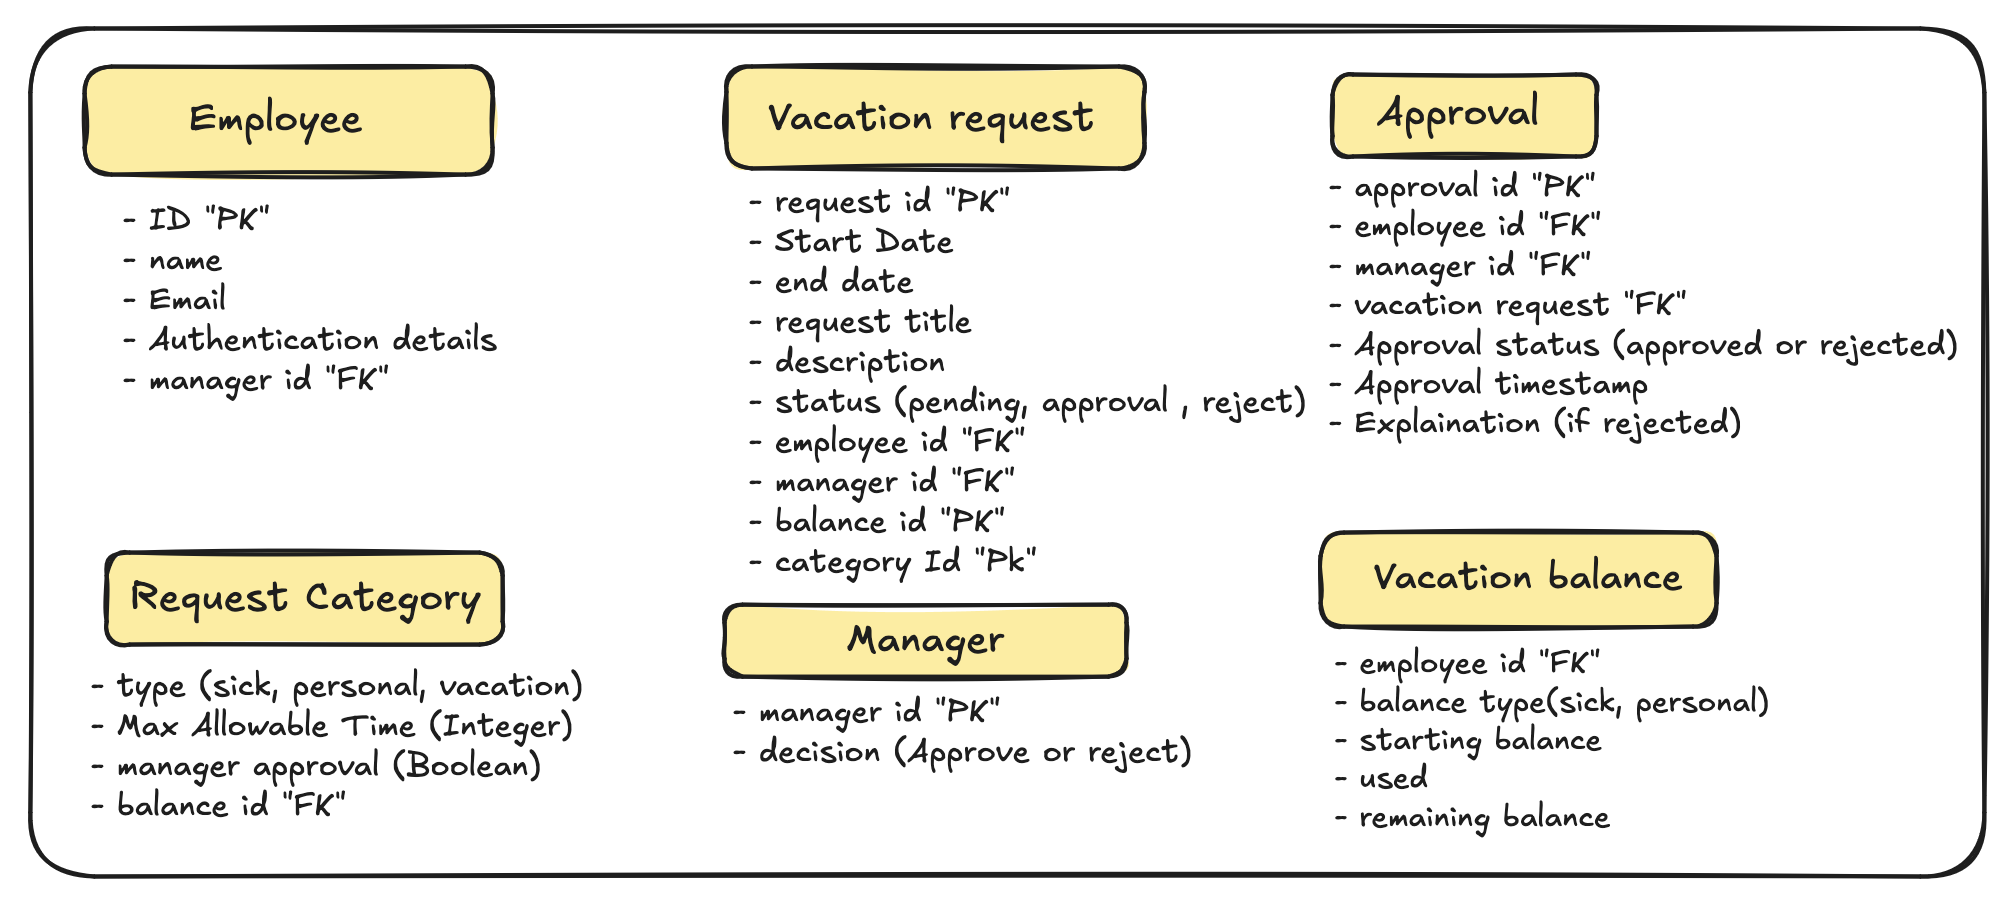 Employee
- ID "PK"
- name
- Email
- Authentication details
- manager id "FK"
Vacation request
- request id "PK"
- Start Date
- end date
- request title
- description
- status (pending, approval , reject)
- employee id "FK"
- manager id "FK"
- balance id "PK"
- category Id "Pk"
Approval
- approval id "PK"
- employee id "FK"
- manager id "FK"
- vacation request "FK"
- Approval status (approved or rejected)
- Approval timestamp
- Explaination (if rejected)
Request Category
- type (sick, personal, vacation)
- Max Allowable Time (Integer)
- manager approval (Boolean)
- balance id "FK"
Manager
- manager id "PK"
- decision (Approve or reject)
Vacation balance
- employee id "FK"
- balance type(sick, personal)
- starting balance
- used
- remaining balance